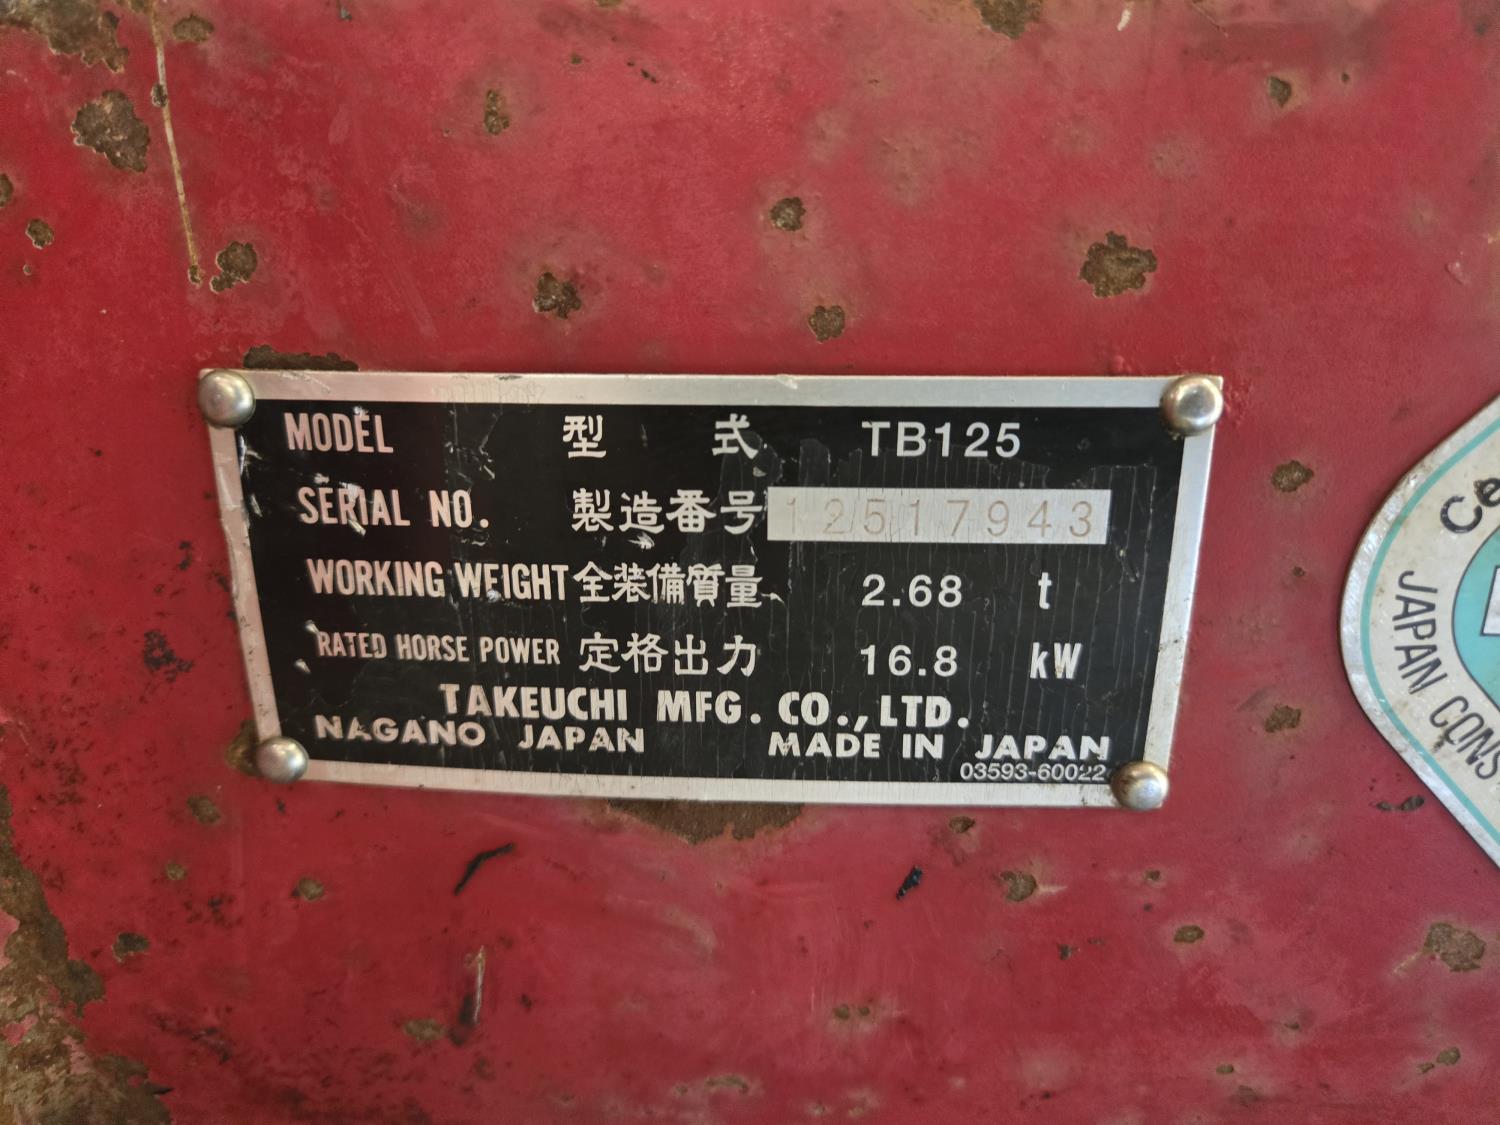 MODEL 型 式 TB125
SERIAL NO. 製造番号 12517943
WORKING WEIGHT 全装備質量 2.68 t
RATED HORSE POWER 定格出力 16.8 kW
TAKEUCHI MFG. CO., LTD.
NAGANO JAPAN MADE IN JAPAN
03593-60022
Ce
JAPAN CONS